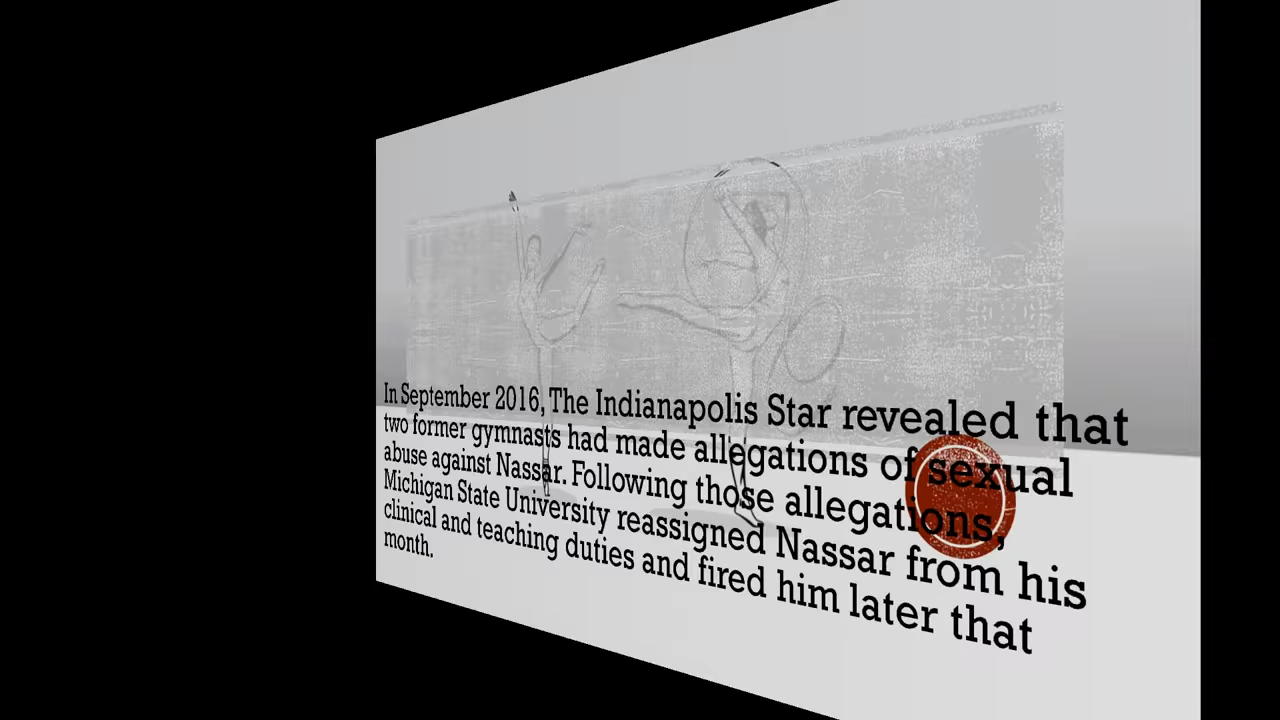 In September 2016, The Indianapolis Star revealed that
two former gymnasts had made allegations of sexual
abuse against Nassar. Following those allegations,
Michigan State University reassigned Nassar from his
clinical and teaching duties and fired him later that
month.